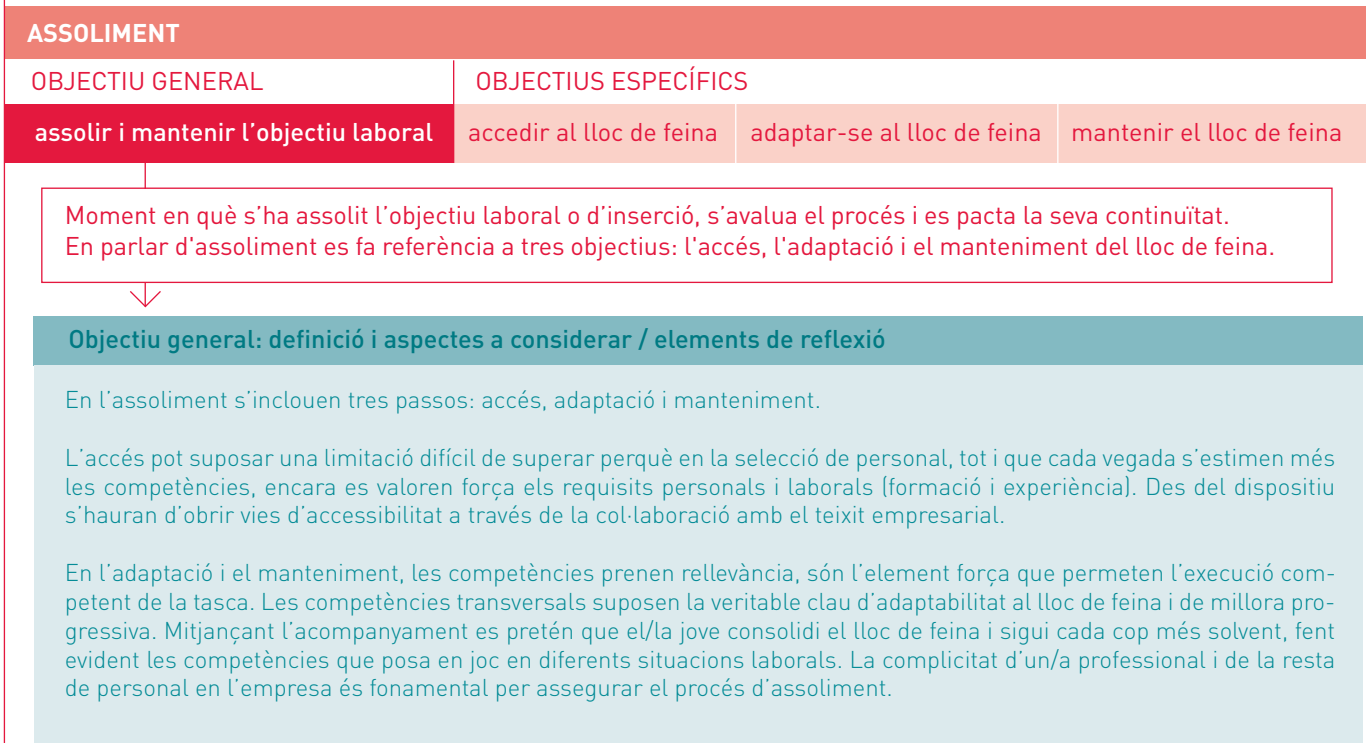 ASSOLIMENT
OBJECTIU GENERAL
OBJECTIUS ESPECÍFICS
assolir i mantenir l’objectiu laboral
accedir al lloc de feina
adaptar-se al lloc de feina
mantenir el lloc de feina
Moment en què s’ha assolit l’objectiu laboral o d’inserció, s’avalua el procés i es pacta la seva continuïtat.
En parlar d'assoliment es fa referència a tres objectius: l'accés, l'adaptació i el manteniment del lloc de feina.
Objectiu general: definició i aspectes a considerar / elements de reflexió
En l’assoliment s’inclouen tres passos: accés, adaptació i manteniment.
L’accés pot suposar una limitació difícil de superar perquè en la selecció de personal, tot i que cada vegada s’estimen més
les competències, encara es valoren força els requisits personals i laborals (formació i experiència). Des del dispositiu
s’hauran d’obrir vies d’accessibilitat a través de la col·laboració amb el teixit empresarial.
En l’adaptació i el manteniment, les competències prenen rellevància, són l’element força que permeten l’execució com-
petent de la tasca. Les competències transversals suposen la veritable clau d’adaptabilitat al lloc de feina i de millora pro-
gressiva. Mitjançant l’acompanyament es pretén que el/la jove consolidi el lloc de feina i sigui cada cop més solvent, fent
evident les competències que posa en joc en diferents situacions laborals. La complicitat d’un/a professional i de la resta
de personal en l’empresa és fonamental per assegurar el procés d’assoliment.